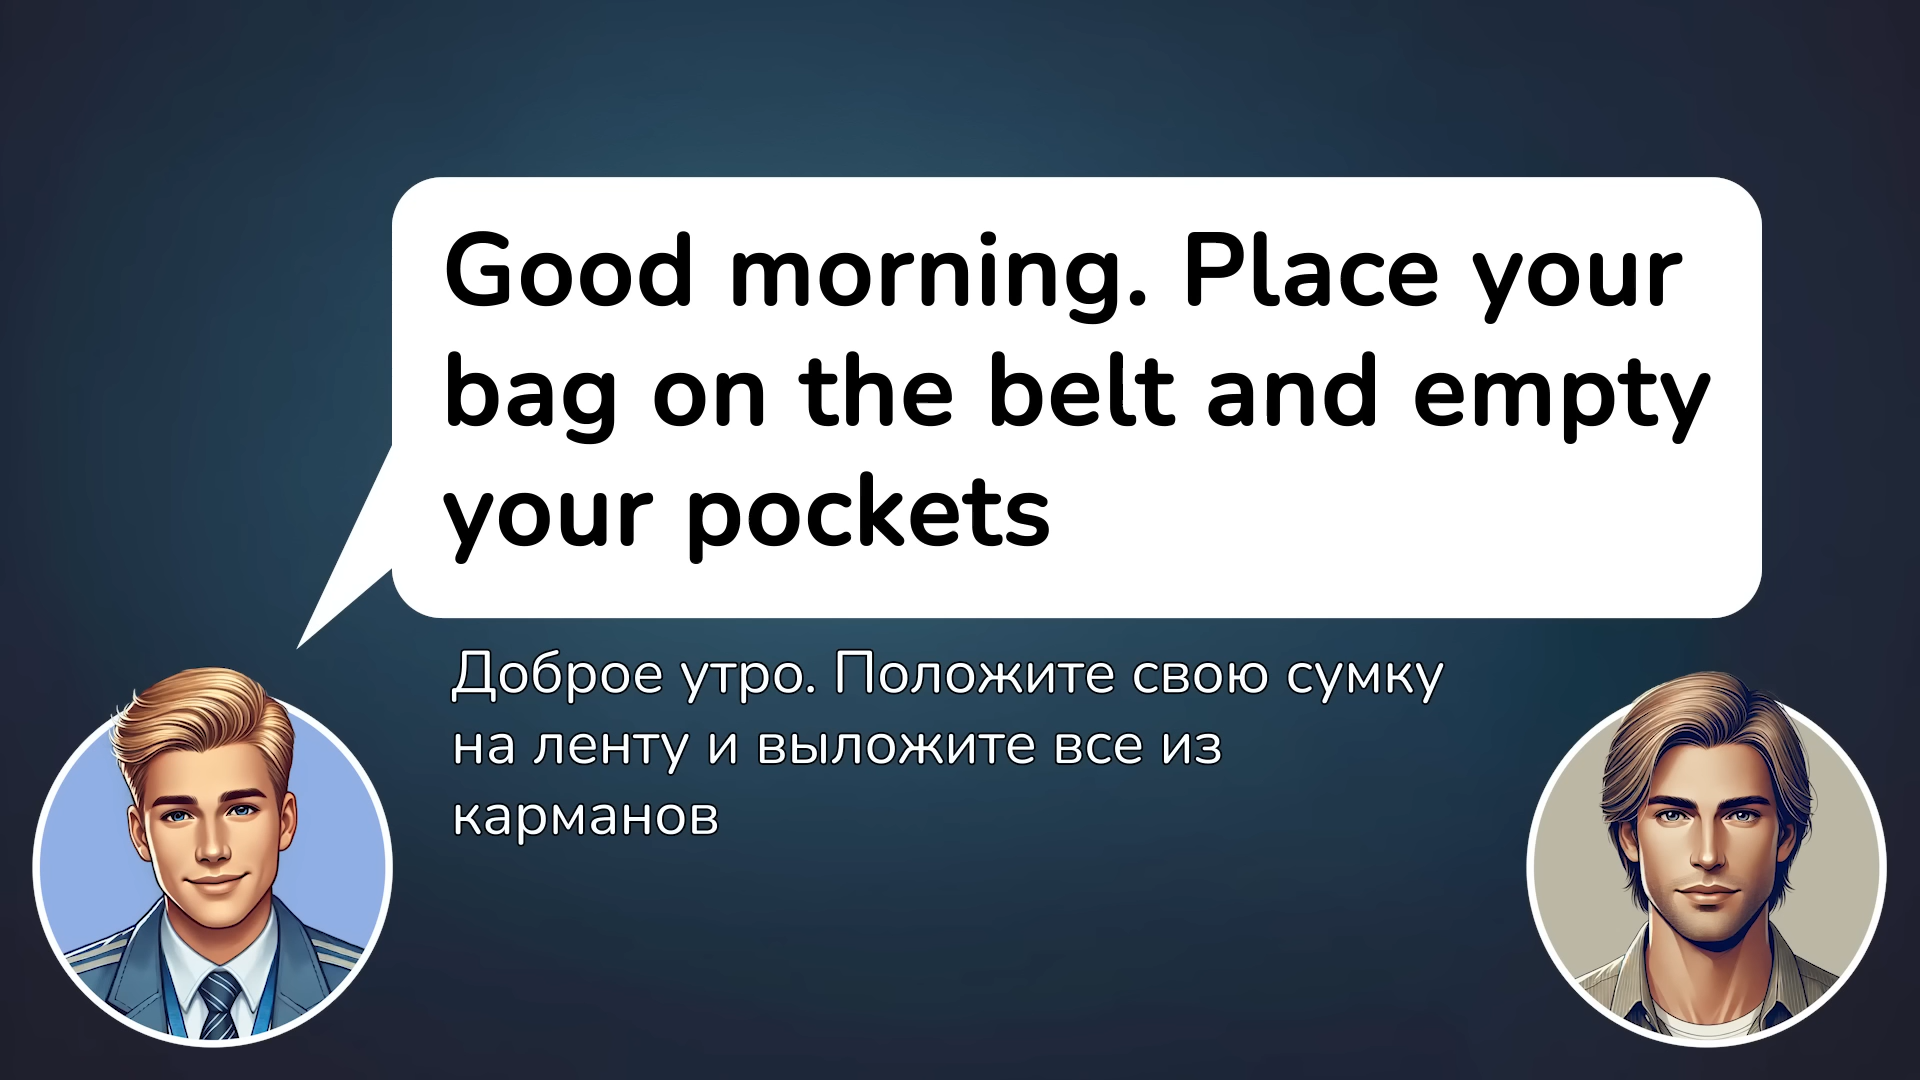 Good morning. Place your
bag on the belt and empty
your pockets
Доброе утро. Положите свою сумку
на ленту и выложите все из
карманов